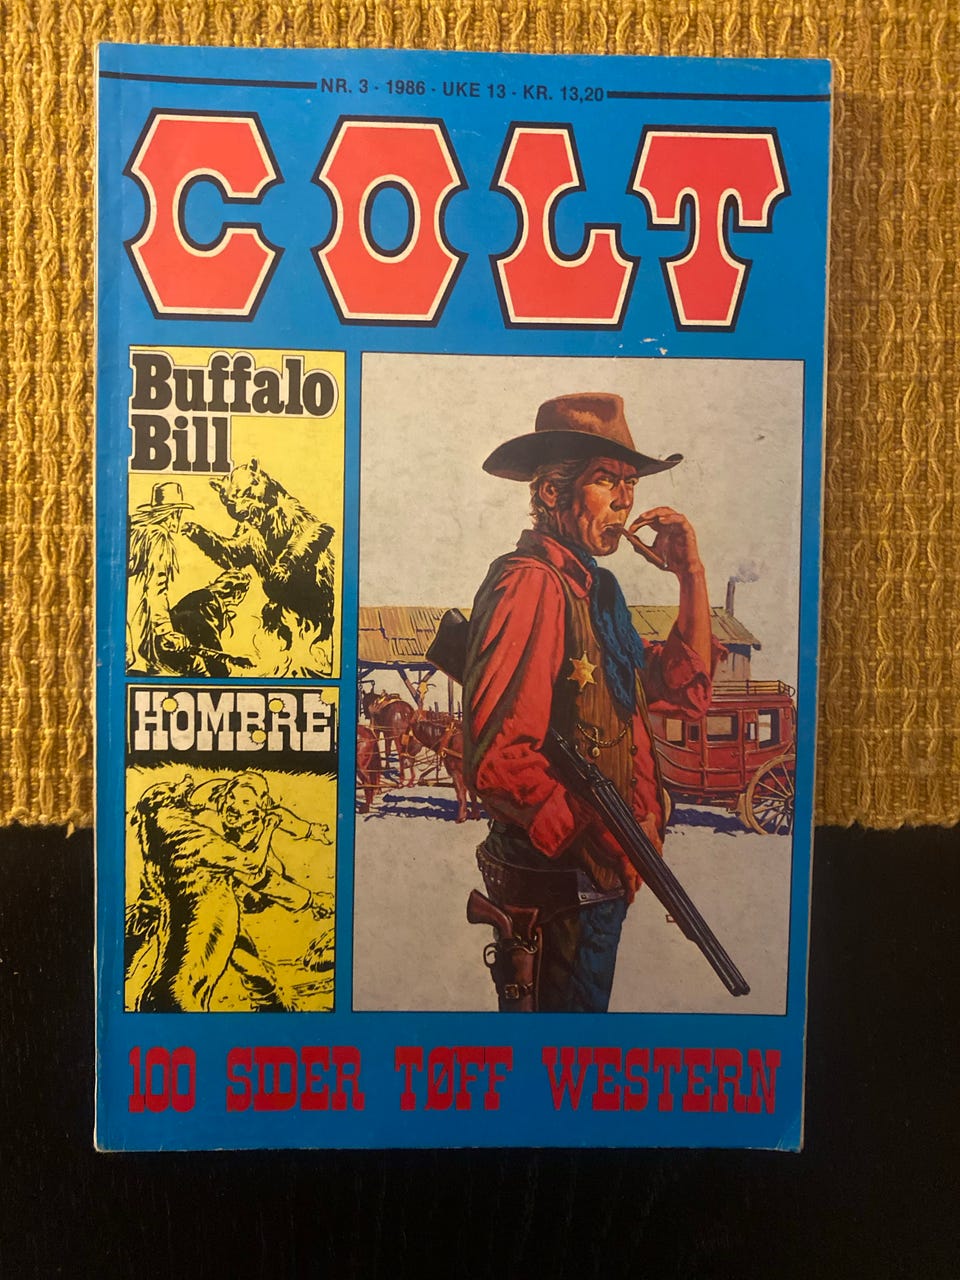 NR. 3 · 1986 · UKE 13 · KR. 13,20
COLT
Buffalo
Bill
HOMBRE
100 SIDER TØFF WESTERN